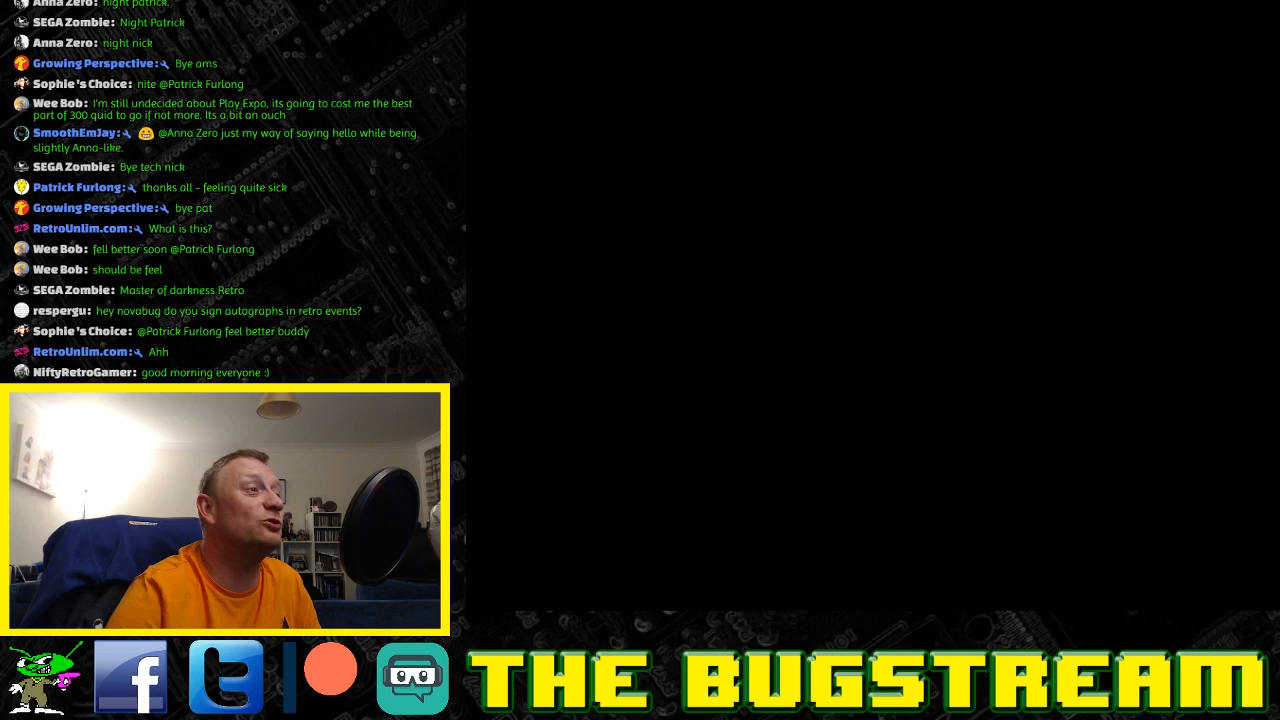 Anna Zero: night patrick.
SEGA Zombie: Night Patrick
Anna Zero: night nick
Growing Perspective: Bye ams
Sophie 's Choice: nite @Patrick Furlong
Wee Bob: I'm still undecided about Play Expo, its going to cost me the best
part of 300 quid to go if not more. Its a bit an ouch
SmoothEmJay: @Anna Zero just my way of saying hello while being
slightly Anna-like.
SEGA Zombie: Bye tech nick
Patrick Furlong: thanks all - feeling quite sick
Growing Perspective: bye pat
RetroUnlim.com: What is this?
Wee Bob: fell better soon @Patrick Furlong
Wee Bob: should be feel
SEGA Zombie: Master of darkness Retro
respergu: hey novabug do you sign autographs in retro events?
Sophie 's Choice: @Patrick Furlong feel better buddy
RetroUnlim.com: Ahh
NiftyRetroGamer: good morning everyone :)
THE BUGSTREAM